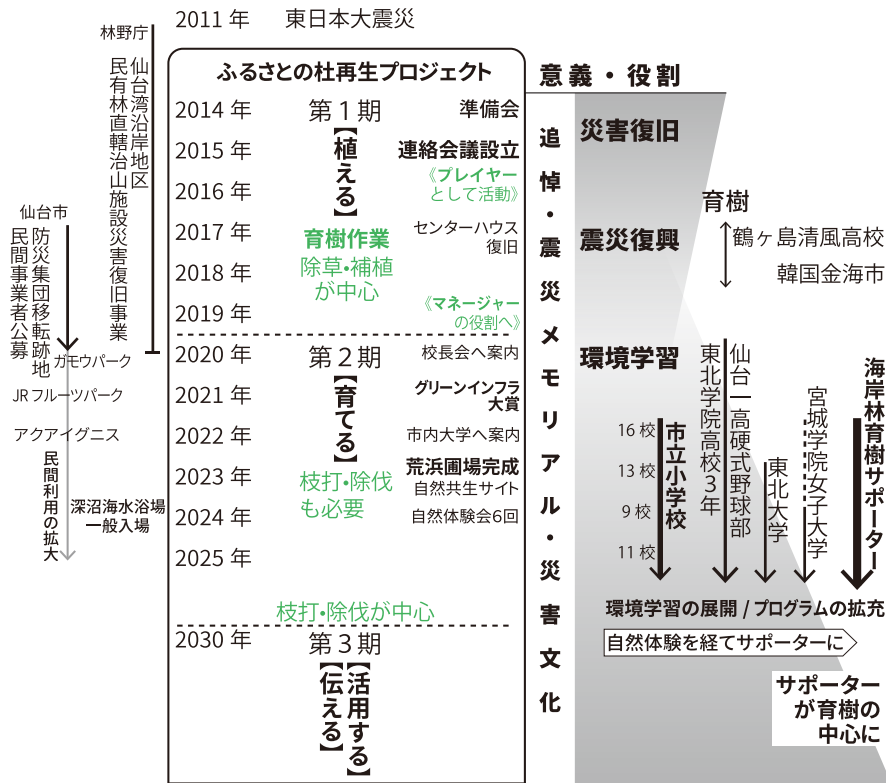 2011 年 東日本大震災
林野庁
仙台湾沿岸地区
民有林直轄治山施設災害復旧事業
仙台市
防災集団移転跡地
民間事業者公募
ガモウパーク
JRフルーツパーク
アクアイグニス
民間利用の拡大
深沼海水浴場
一般入場
ふるさとの杜再生プロジェクト
2014 年 第1期 準備会
【植える】
2015 年 連絡会議設立
《プレイヤー
として活動》
2016 年
2017 年 育樹作業 センターハウス
復旧
2018 年 除草・補植
が中心
2019 年 《マネージャー
の役割へ》
2020 年 第2期 校長会へ案内
【育てる】
2021 年 グリーンインフラ
大賞
2022 年 市内大学へ案内
2023 年 荒浜圃場完成
枝打・除伐
も必要
自然共生サイト
2024 年 自然体験会6回
2025 年
枝打・除伐が中心
2030 年 第3期
【活用する】
【伝える】
意義・役割
追悼・震災メモリアル・災害文化
災害復旧
震災復興
環境学習
育樹
鶴ヶ島清風高校
韓国金海市
16 校
13 校
9 校
11 校
市立小学校
仙台一高硬式野球部
東北学院高校3年
東北大学
宮城学院女子大学
海岸林育樹サポーター
環境学習の展開 / プログラムの拡充
自然体験を経てサポーターに
サポーター
が育樹の
中心に